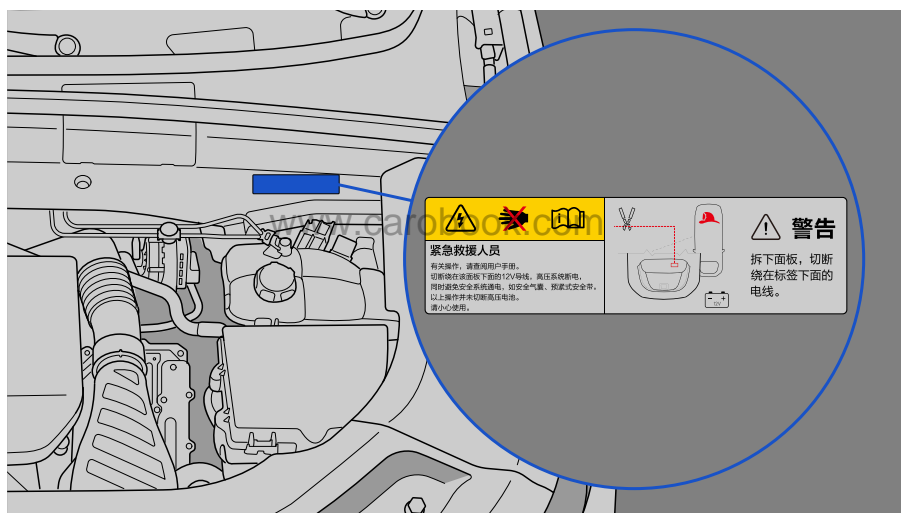 www.carobook.com
紧急救援人员
有关操作，请查阅用户手册。
切断绕在该面板下面的12V导线，高压系统断电，
同时避免安全系统通电，如安全气囊、预紧式安全带。
以上操作并未切断高压电池。
请小心使用。
警告
拆下面板，切断
绕在标签下面的
电线。
- +
12V